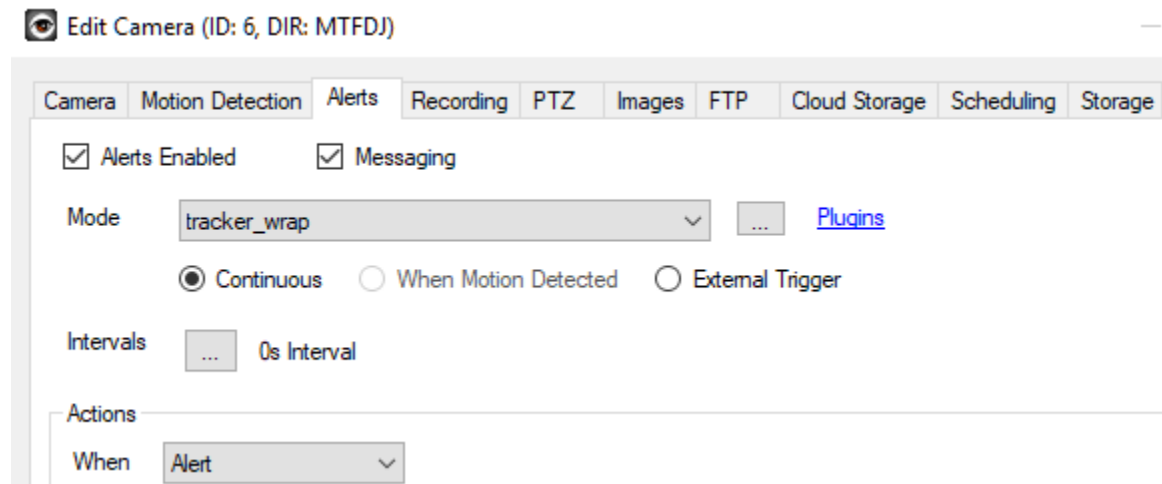 Edit Camera (ID: 6, DIR: MTFDJ)
Camera Motion Detection Alerts Recording PTZ Images FTP Cloud Storage Scheduling Storage
Alerts Enabled Messaging
Mode tracker_wrap ... Plugins
Continuous When Motion Detected External Trigger
Intervals ... 0s Interval
Actions
When Alert